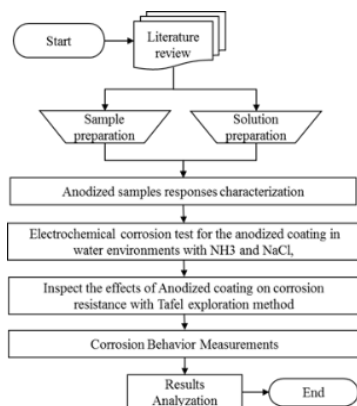 Start
Literature
review
Sample
preparation
Solution
preparation
Anodized samples responses characterization
Electrochemical corrosion test for the anodized coating in
water environments with NH3 and NaCl,
Inspect the effects of Anodized coating on corrosion
resistance with Tafel exploration method
Corrosion Behavior Measurements
Results
Analyzation
End